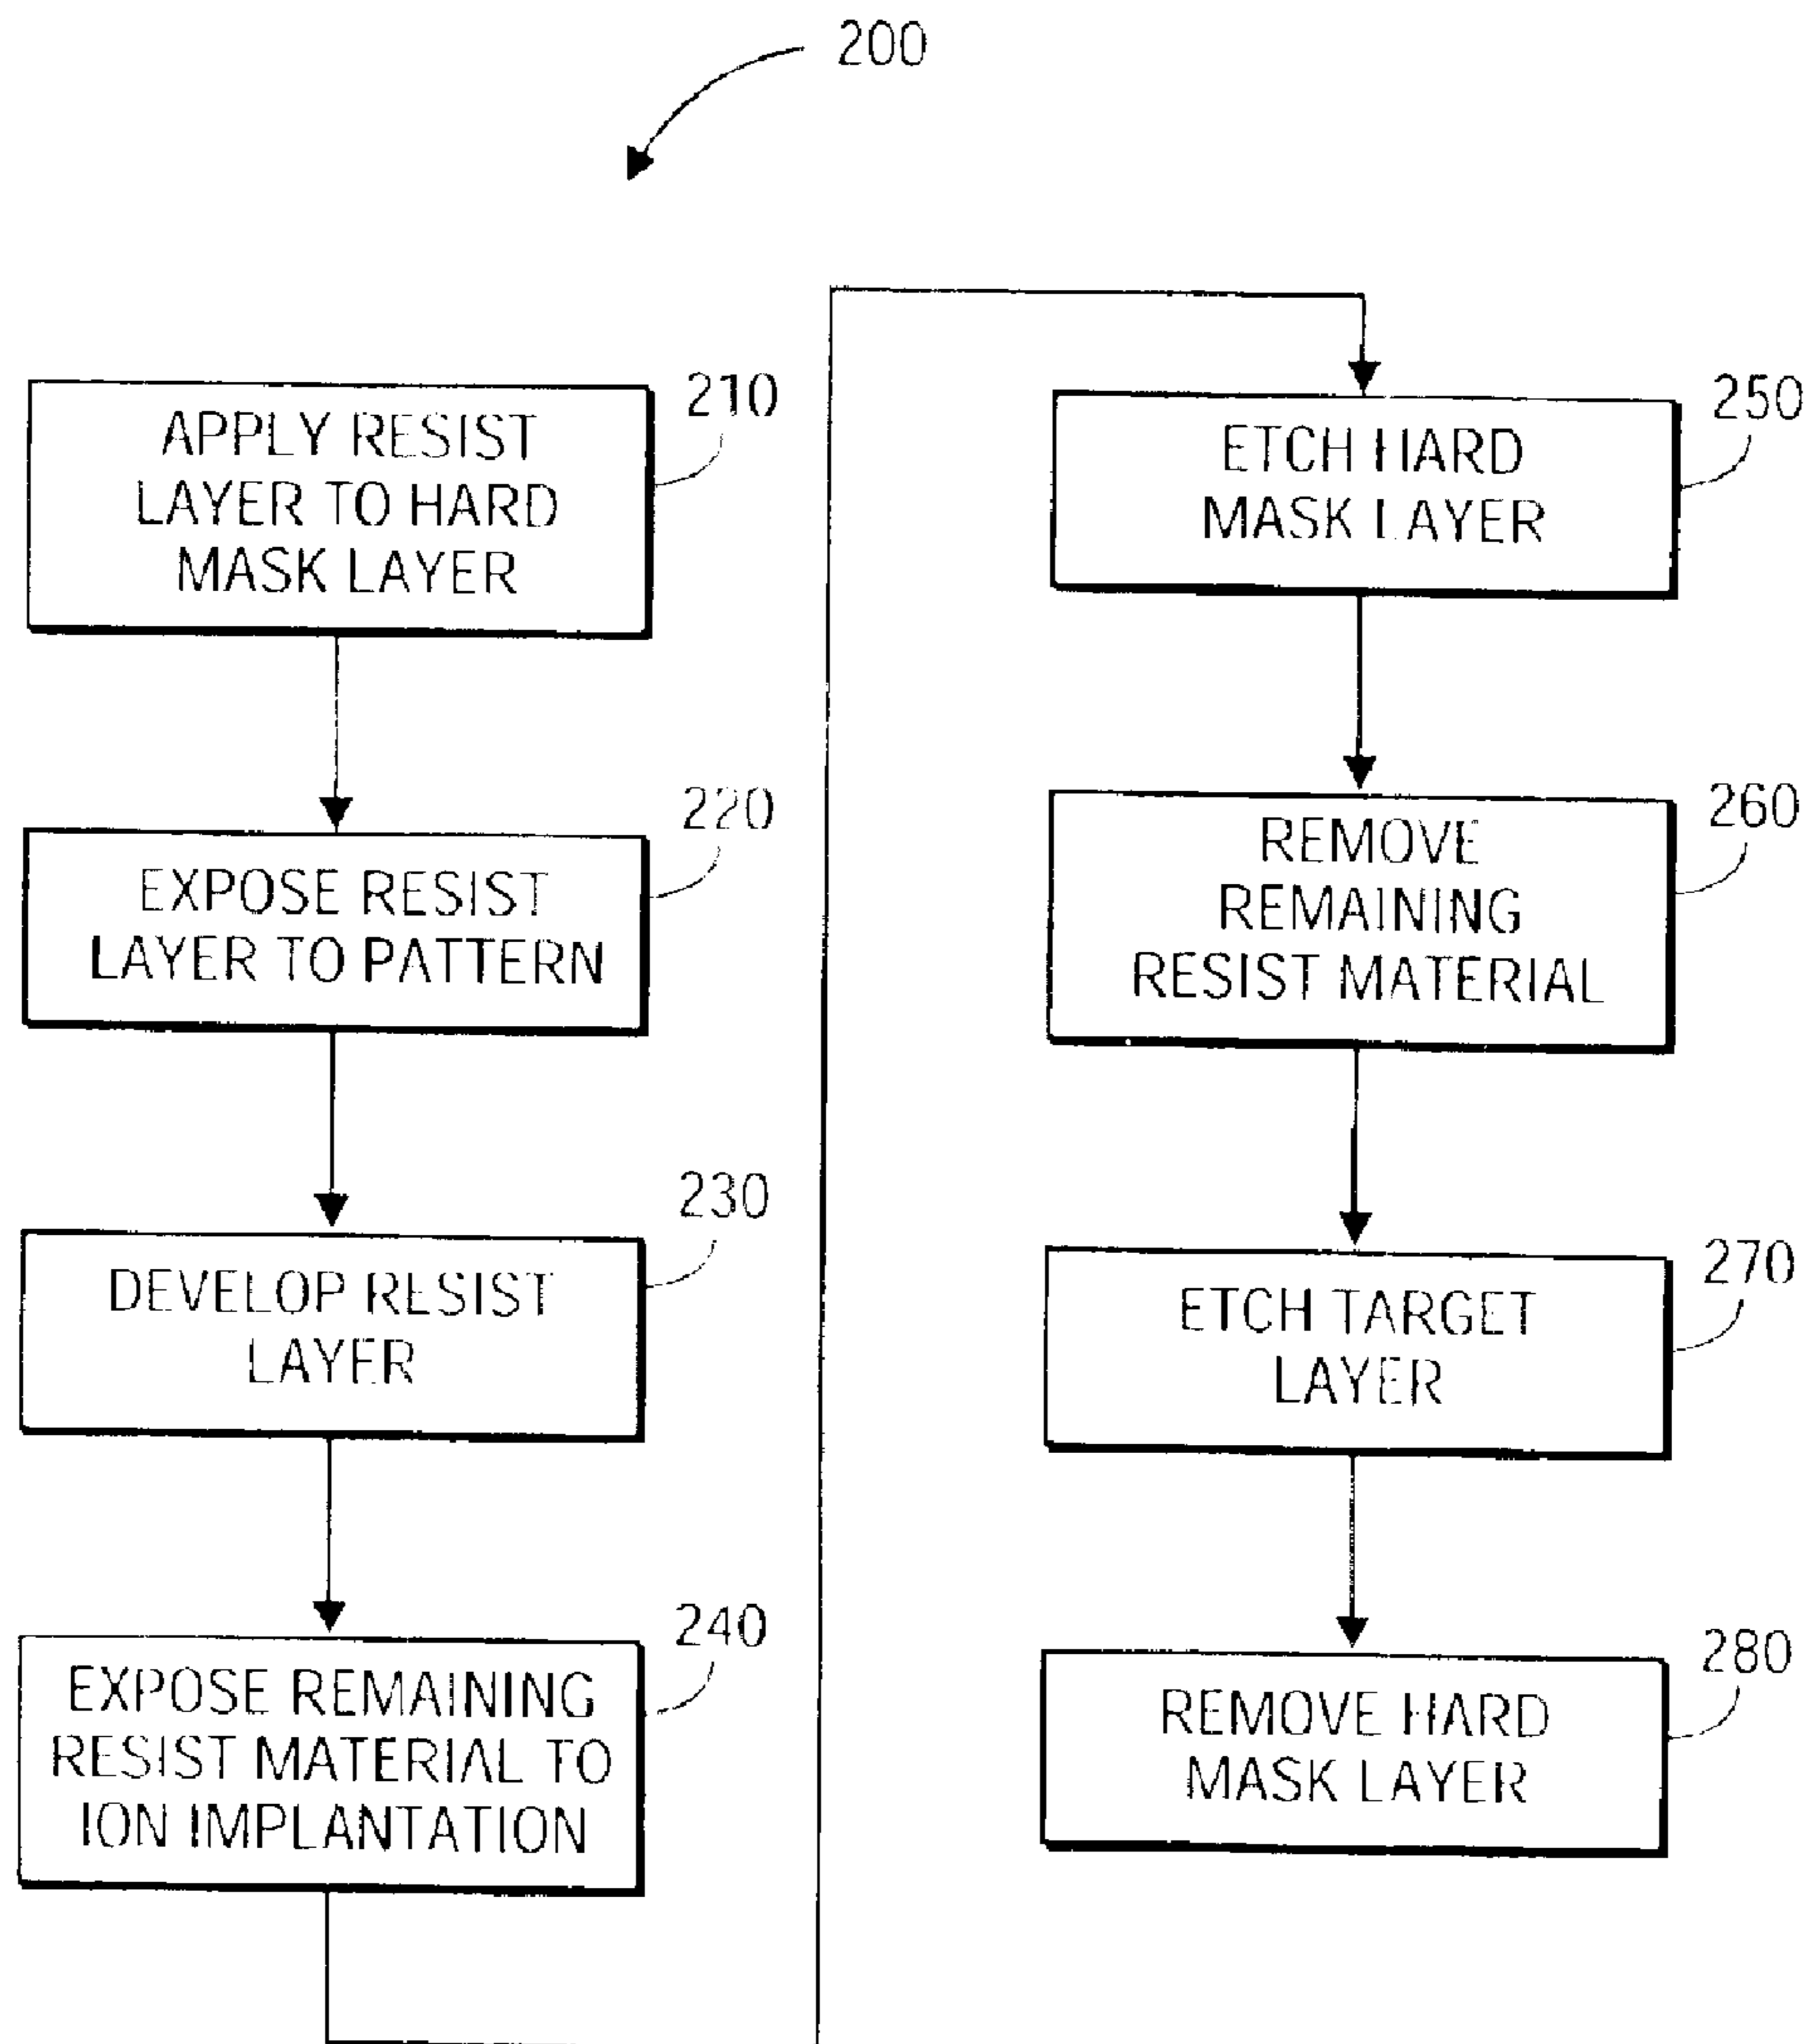 200
210
APPLY RESIST
LAYER TO HARD
MASK LAYER
220
EXPOSE RESIST
LAYER TO PATTERN
230
DEVELOP RESIST
LAYER
240
EXPOSE REMAINING
RESIST MATERIAL TO
ION IMPLANTATION
250
ETCH HARD
MASK LAYER
260
REMOVE
REMAINING
RESIST MATERIAL
270
ETCH TARGET
LAYER
280
REMOVE HARD
MASK LAYER